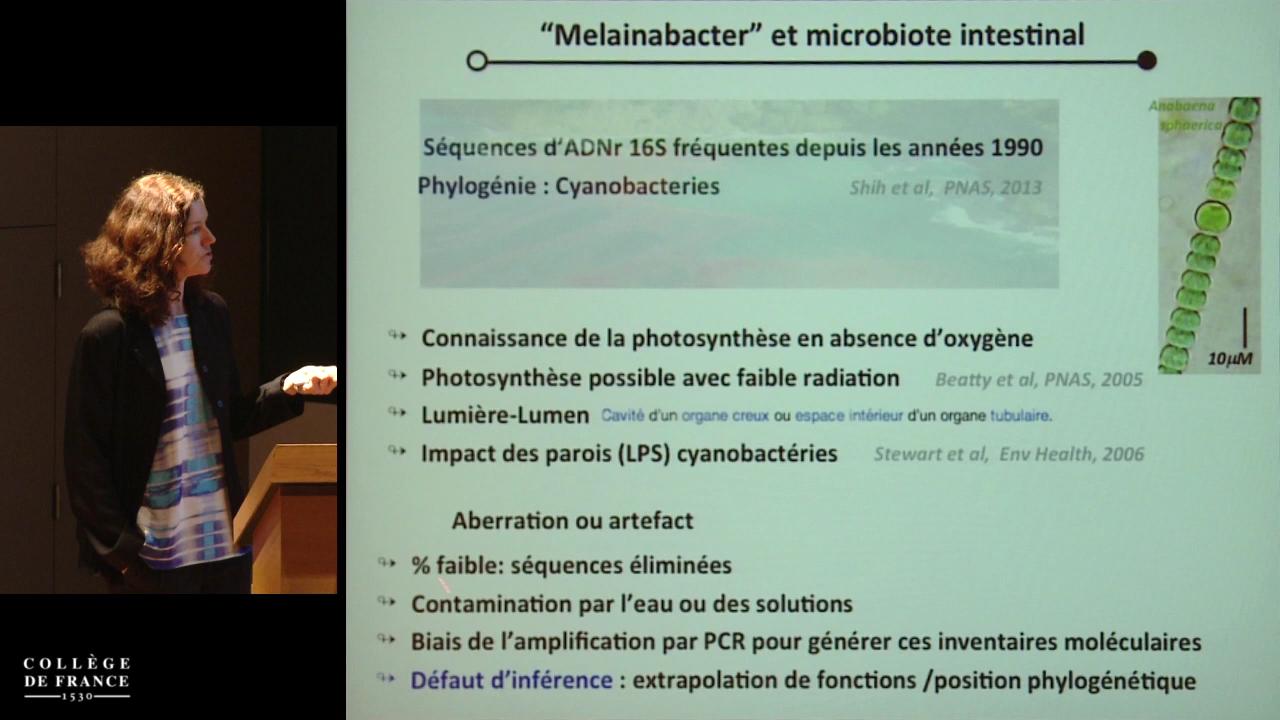 “Melainabacter” et microbiote intestinal
Anabaena
sphaerica
Séquences d’ADNr 16S fréquentes depuis les années 1990
Phylogénie : Cyanobacteries Shih et al, PNAS, 2013
10µM
Connaissance de la photosynthèse en absence d’oxygène
Photosynthèse possible avec faible radiation Beatty et al, PNAS, 2005
Lumière-Lumen Cavité d'un organe creux ou espace intérieur d'un organe tubulaire.
Impact des parois (LPS) cyanobactéries Stewart et al, Env Health, 2006
Aberration ou artefact
% faible: séquences éliminées
Contamination par l’eau ou des solutions
Biais de l’amplification par PCR pour générer ces inventaires moléculaires
Défaut d’inférence : extrapolation de fonctions /position phylogénétique
COLLÈGE
DE FRANCE
1530